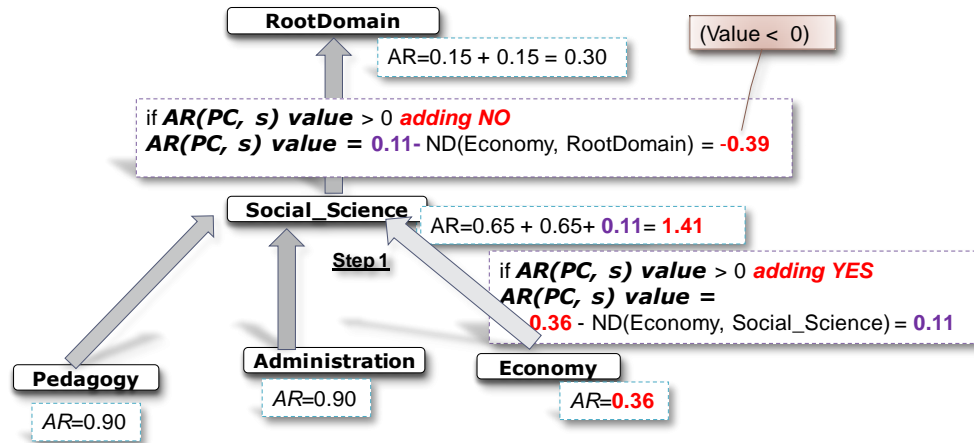 RootDomain
(Value < 0)
AR=0.15 + 0.15 = 0.30
if AR(PC, s) value > 0 adding NO
AR(PC, s) value = 0.11- ND(Economy, RootDomain) = -0.39
Social_Science
AR=0.65 + 0.65+ 0.11= 1.41
Step 1
if AR(PC, s) value > 0 adding YES
AR(PC, s) value =
0.36 - ND(Economy, Social_Science) = 0.11
Pedagogy
Administration
Economy
AR=0.90
AR=0.90
AR=0.36